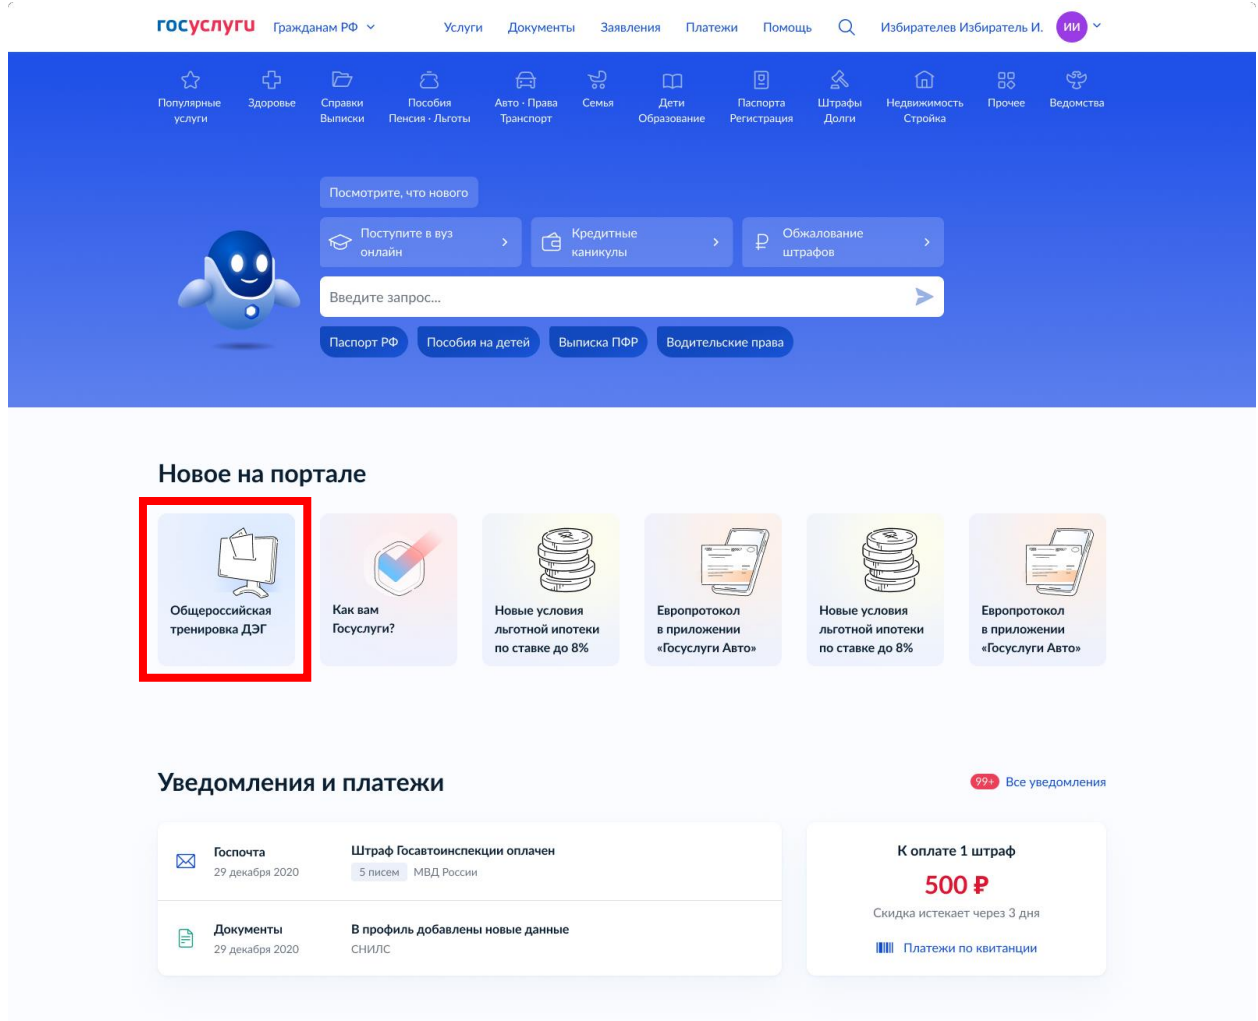 госуслуги
Гражданам РФ
Услуги
Документы
Заявления
Платежи
Помощь
Избирателев Избиратель И.
ИИ
Популярные
услуги
Здоровье
Справки
Выписки
Пособия
Пенсия · Льготы
Авто · Права
Транспорт
Семья
Дети
Образование
Паспорта
Регистрация
Штрафы
Долги
Недвижимость
Стройка
Прочее
Ведомства
Посмотрите, что нового
Поступите в вуз
онлайн
Кредитные
каникулы
Обжалование
штрафов
Введите запрос...
Паспорт РФ
Пособия на детей
Выписка ПФР
Водительские права
Новое на портале
Общероссийская
тренировка ДЭГ
Как вам
Госуслуги?
Новые условия
льготной ипотеки
по ставке до 8%
Европротокол
в приложении
«Госуслуги Авто»
Новые условия
льготной ипотеки
по ставке до 8%
Европротокол
в приложении
«Госуслуги Авто»
Уведомления и платежи
99+ Все уведомления
Госпочта
29 декабря 2020
Штраф Госавтоинспекции оплачен
5 писем МВД России
Документы
29 декабря 2020
В профиль добавлены новые данные
СНИЛС
К оплате 1 штраф
500 ₽
Скидка истекает через 3 дня
Платежи по квитанции